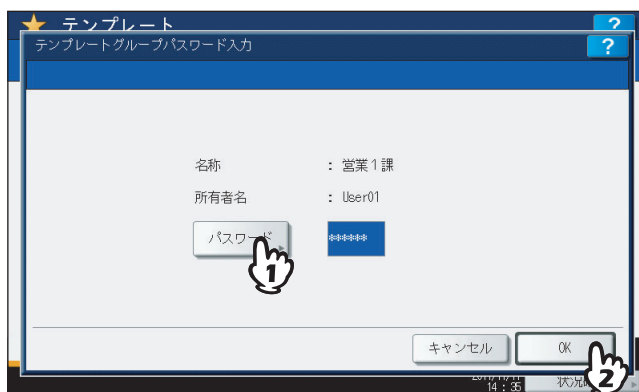 テンプレート
?
テンプレートグループパスワード入力
?
名称 : 営業1課
所有者名 : User01
パスワード ******
1
キャンセル OK
2
14:35